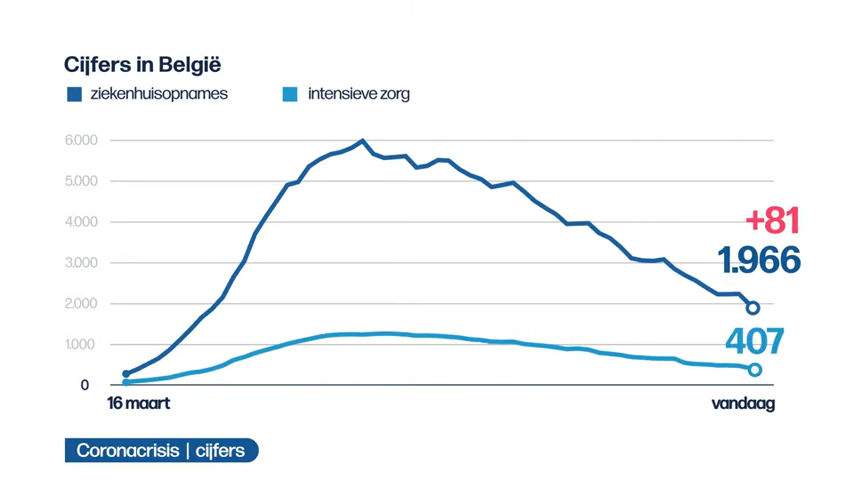 Cijfers in België
ziekenhuisopnames intensieve zorg
6.000
5.000
4.000
+81
3.000
1.966
2.000
407
1.000
0
16 maart vandaag
Coronacrisis | cijfers